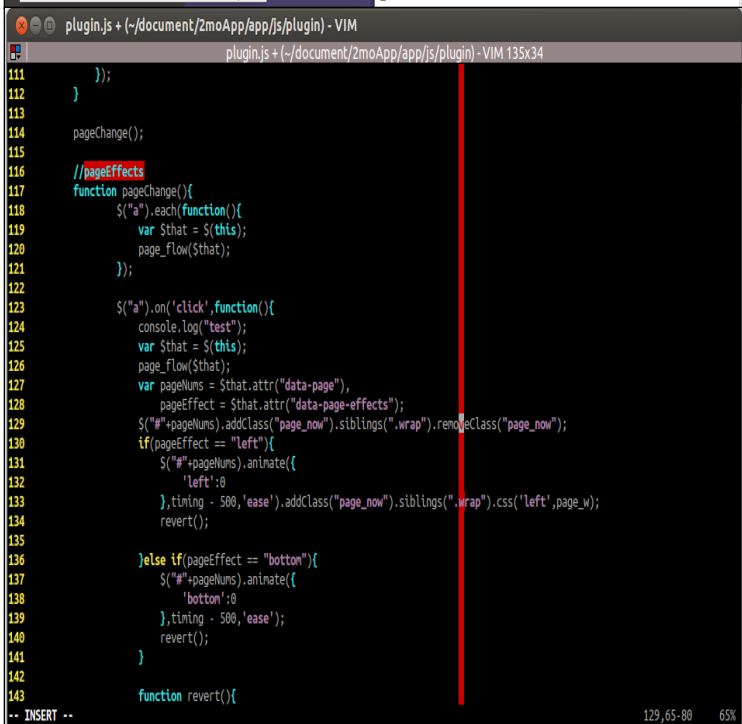 plugin.js + (~/document/2moApp/app/js/plugin) - VIM
plugin.js + (~/document/2moApp/app/js/plugin) - VIM 135x34
111 });
112 }
113
114 pageChange();
115
116 //pageEffects
117 function pageChange(){
118 $("a").each(function(){
119 var $that = $(this);
120 page_flow($that);
121 });
122
123 $("a").on('click',function(){
124 console.log("test");
125 var $that = $(this);
126 page_flow($that);
127 var pageNums = $that.attr("data-page"),
128 pageEffect = $that.attr("data-page-effects");
129 $("#"+pageNums).addClass("page_now").siblings(".wrap").removeClass("page_now");
130 if(pageEffect == "left"){
131 $("#"+pageNums).animate({
132 'left':0
133 },timing - 500,'ease').addClass("page_now").siblings(".wrap").css('left',page_w);
134 revert();
135
136 }else if(pageEffect == "bottom"){
137 $("#"+pageNums).animate({
138 'bottom':0
139 },timing - 500,'ease');
140 revert();
141 }
142
143 function revert(){
-- INSERT -- 129,65-80 65%